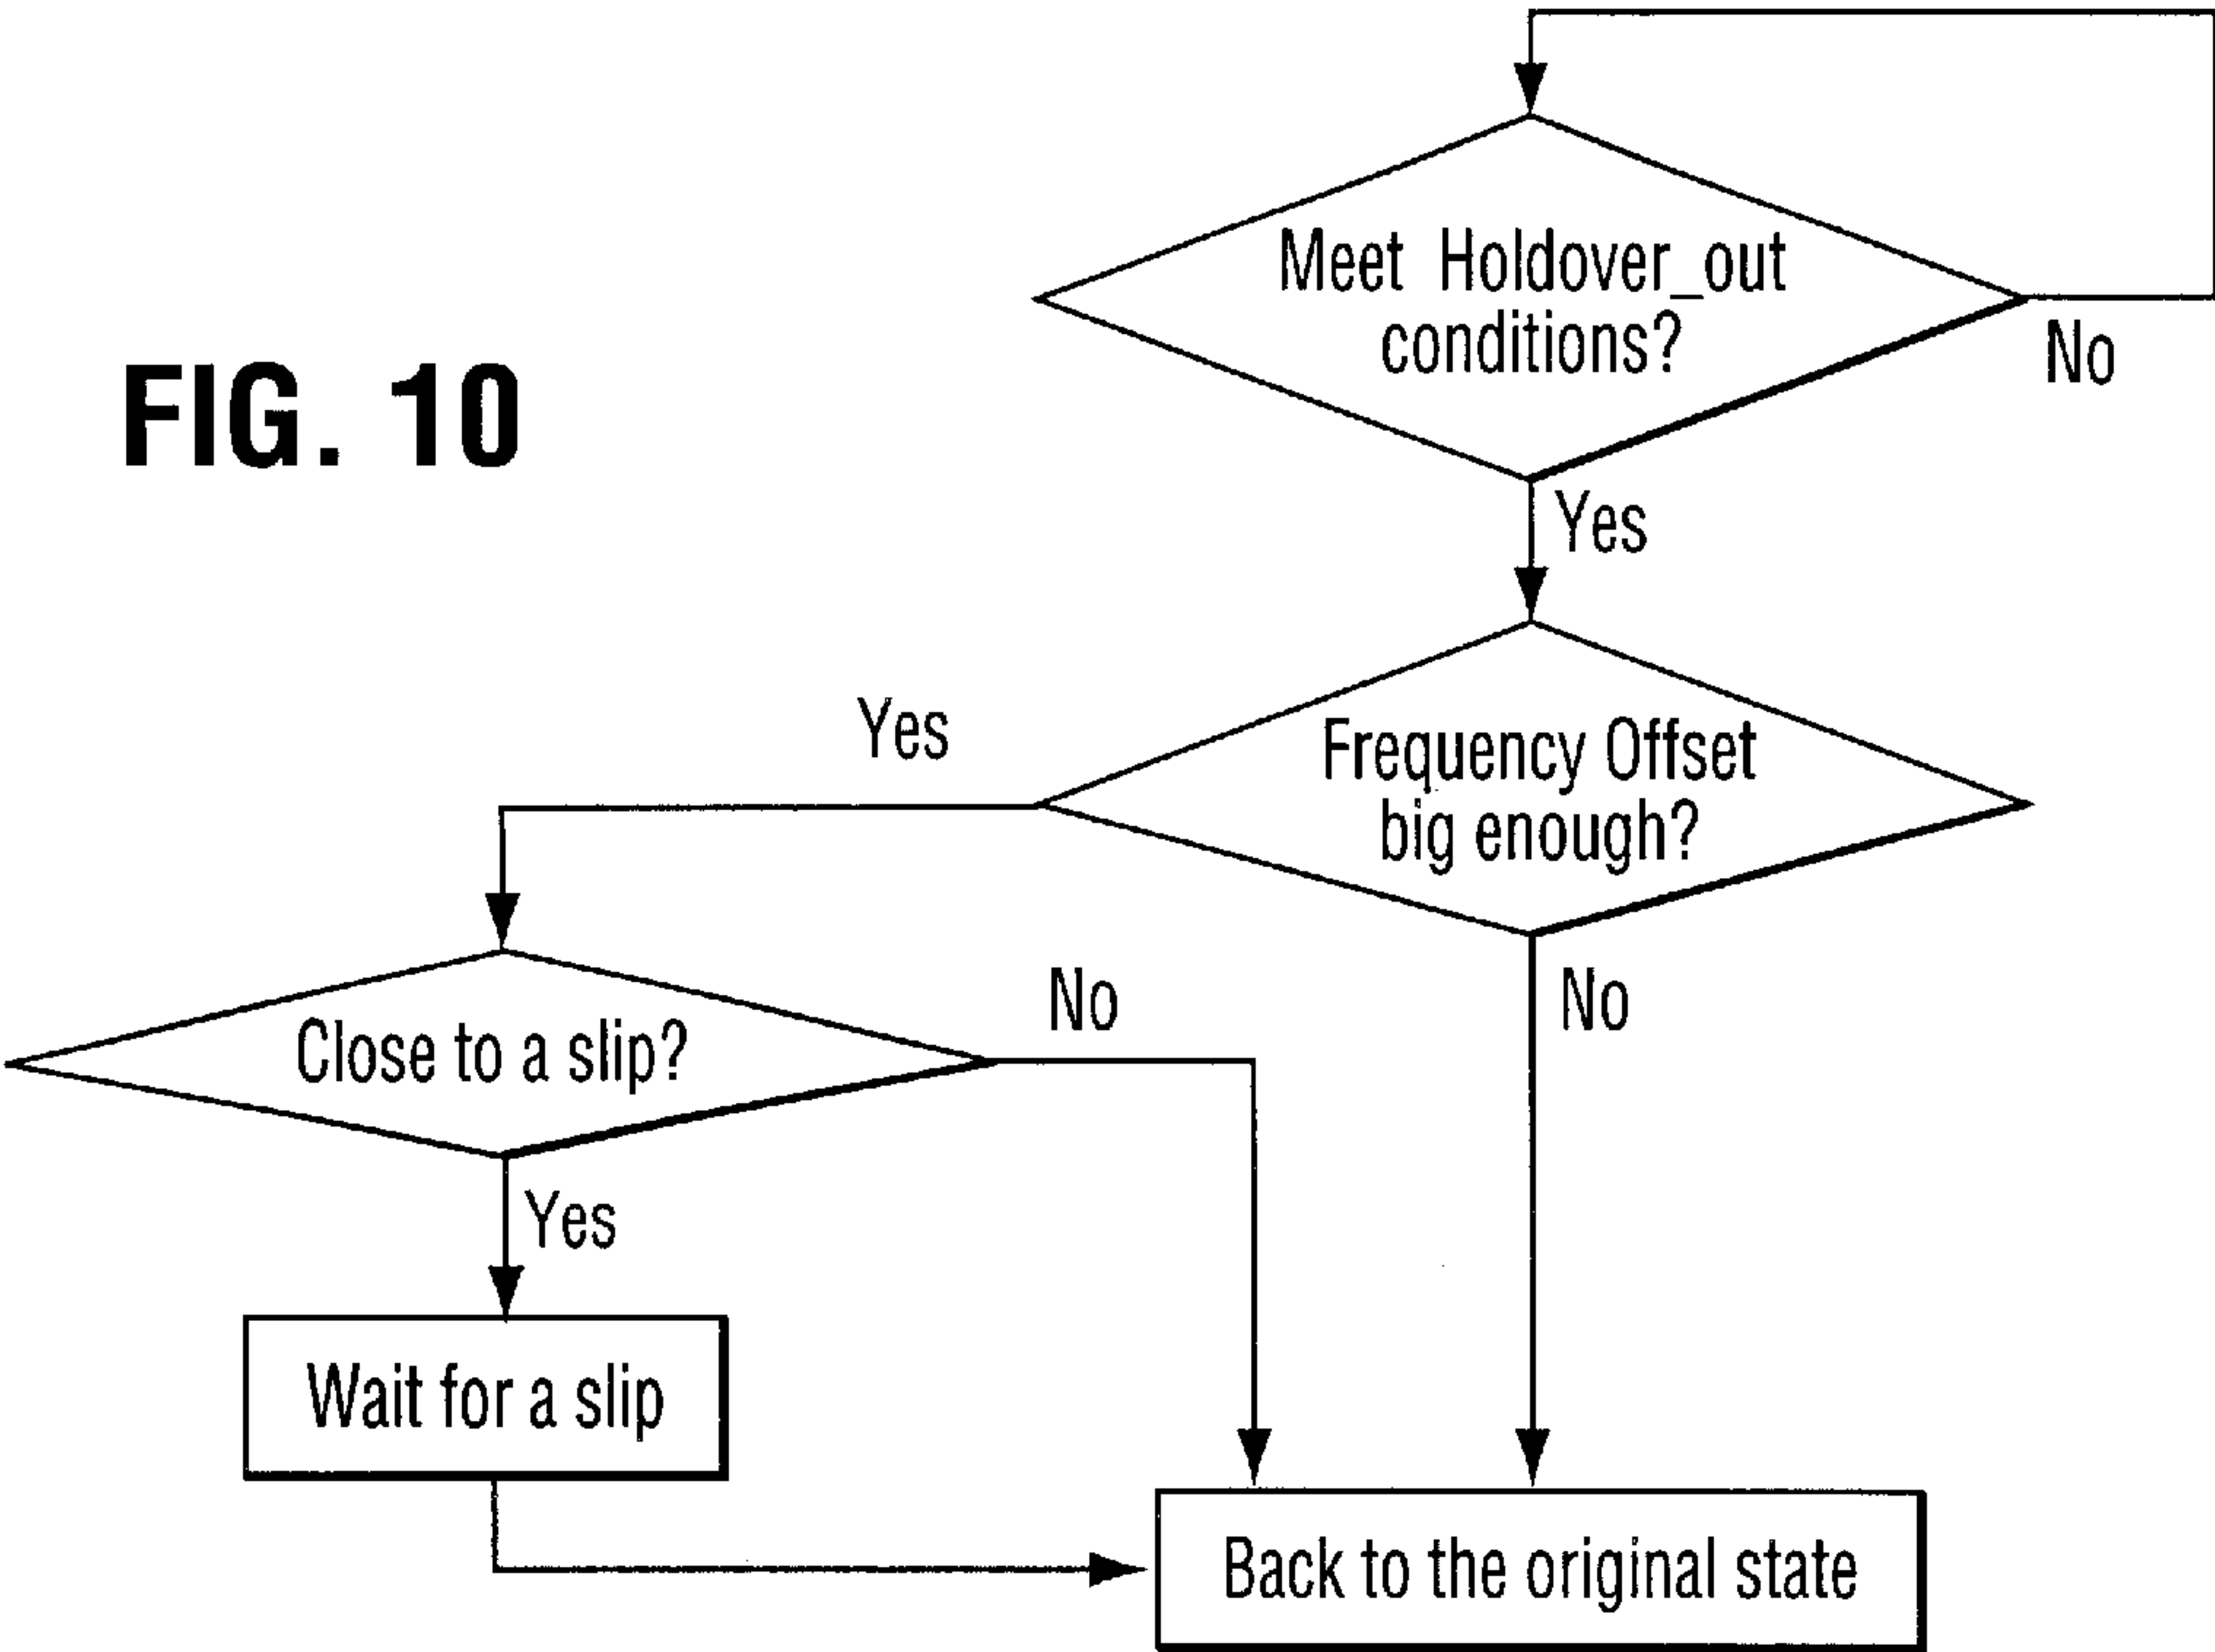 Meet Holdover_out
conditions?
No
FIG. 10
Yes
Yes
Frequency Offset
big enough?
No
No
Close to a slip?
Yes
Wait for a slip
Back to the original state